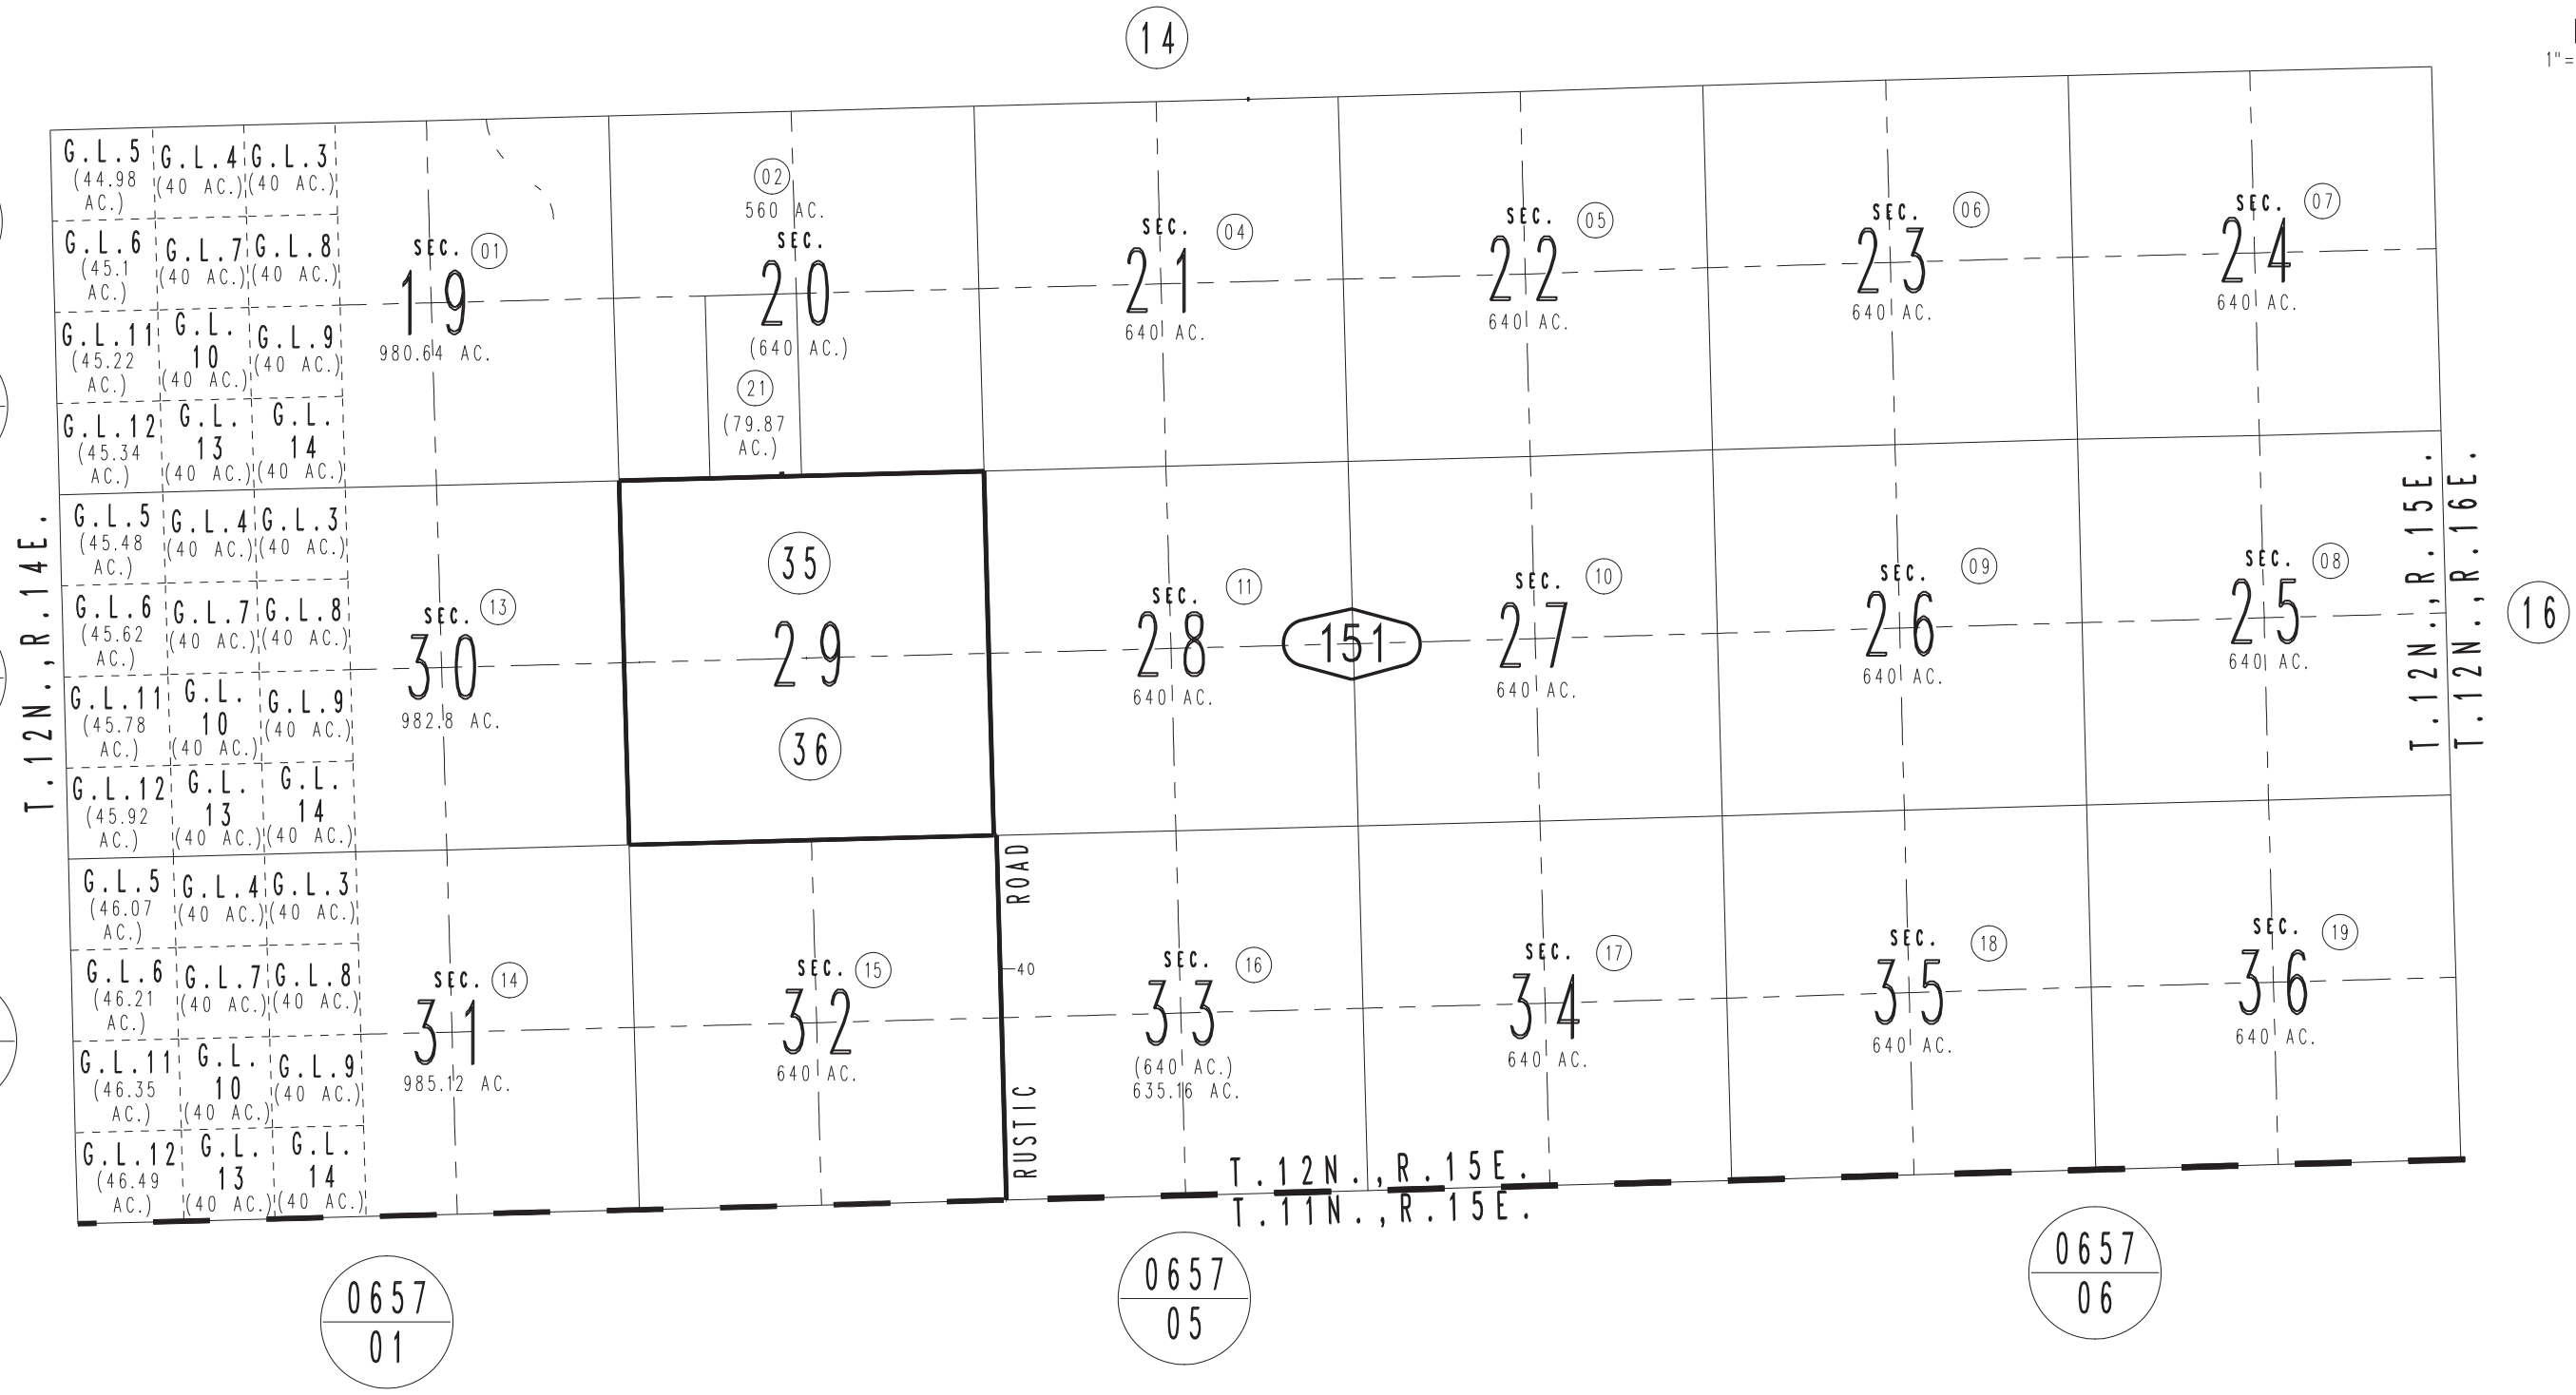 14
1"=
G.L.5
(44.98
AC.)
G.L.4
(40 AC.)
G.L.3
(40 AC.)
G.L.6
(45.1
AC.)
G.L.7
(40 AC.)
G.L.8
(40 AC.)
G.L.11
(45.22
AC.)
G.L.
10
(40 AC.)
G.L.9
(40 AC.)
G.L.12
(45.34
AC.)
G.L.
13
(40 AC.)
G.L.
14
(40 AC.)
SEC. 01
19
980.64 AC.
02
560 AC.
SEC.
20
(640 AC.)
21
(79.87
AC.)
SEC. 04
21
640 AC.
SEC. 05
22
640 AC.
SEC. 06
23
640 AC.
SEC. 07
24
640 AC.
T.12N.,R.14E.
G.L.5
(45.48
AC.)
G.L.4
(40 AC.)
G.L.3
(40 AC.)
G.L.6
(45.62
AC.)
G.L.7
(40 AC.)
G.L.8
(40 AC.)
G.L.11
(45.78
AC.)
G.L.
10
(40 AC.)
G.L.9
(40 AC.)
G.L.12
(45.92
AC.)
G.L.
13
(40 AC.)
G.L.
14
(40 AC.)
SEC. 13
30
982.8 AC.
35
29
36
SEC. 11
28
640 AC.
151
SEC. 10
27
640 AC.
SEC. 09
26
640 AC.
SEC. 08
25
640 AC.
T.12N.,R.15E.
T.12N.,R.16E.
16
G.L.5
(46.07
AC.)
G.L.4
(40 AC.)
G.L.3
(40 AC.)
G.L.6
(46.21
AC.)
G.L.7
(40 AC.)
G.L.8
(40 AC.)
G.L.11
(46.35
AC.)
G.L.
10
(40 AC.)
G.L.9
(40 AC.)
G.L.12
(46.49
AC.)
G.L.
13
(40 AC.)
G.L.
14
(40 AC.)
SEC. 14
31
985.12 AC.
SEC. 15
32
640 AC.
RUSTIC ROAD
40
SEC. 16
33
(640 AC.)
635.16 AC.
SEC. 17
34
640 AC.
SEC. 18
35
640 AC.
SEC. 19
36
640 AC.
T.12N.,R.15E.
T.11N.,R.15E.
0657
01
0657
05
0657
06